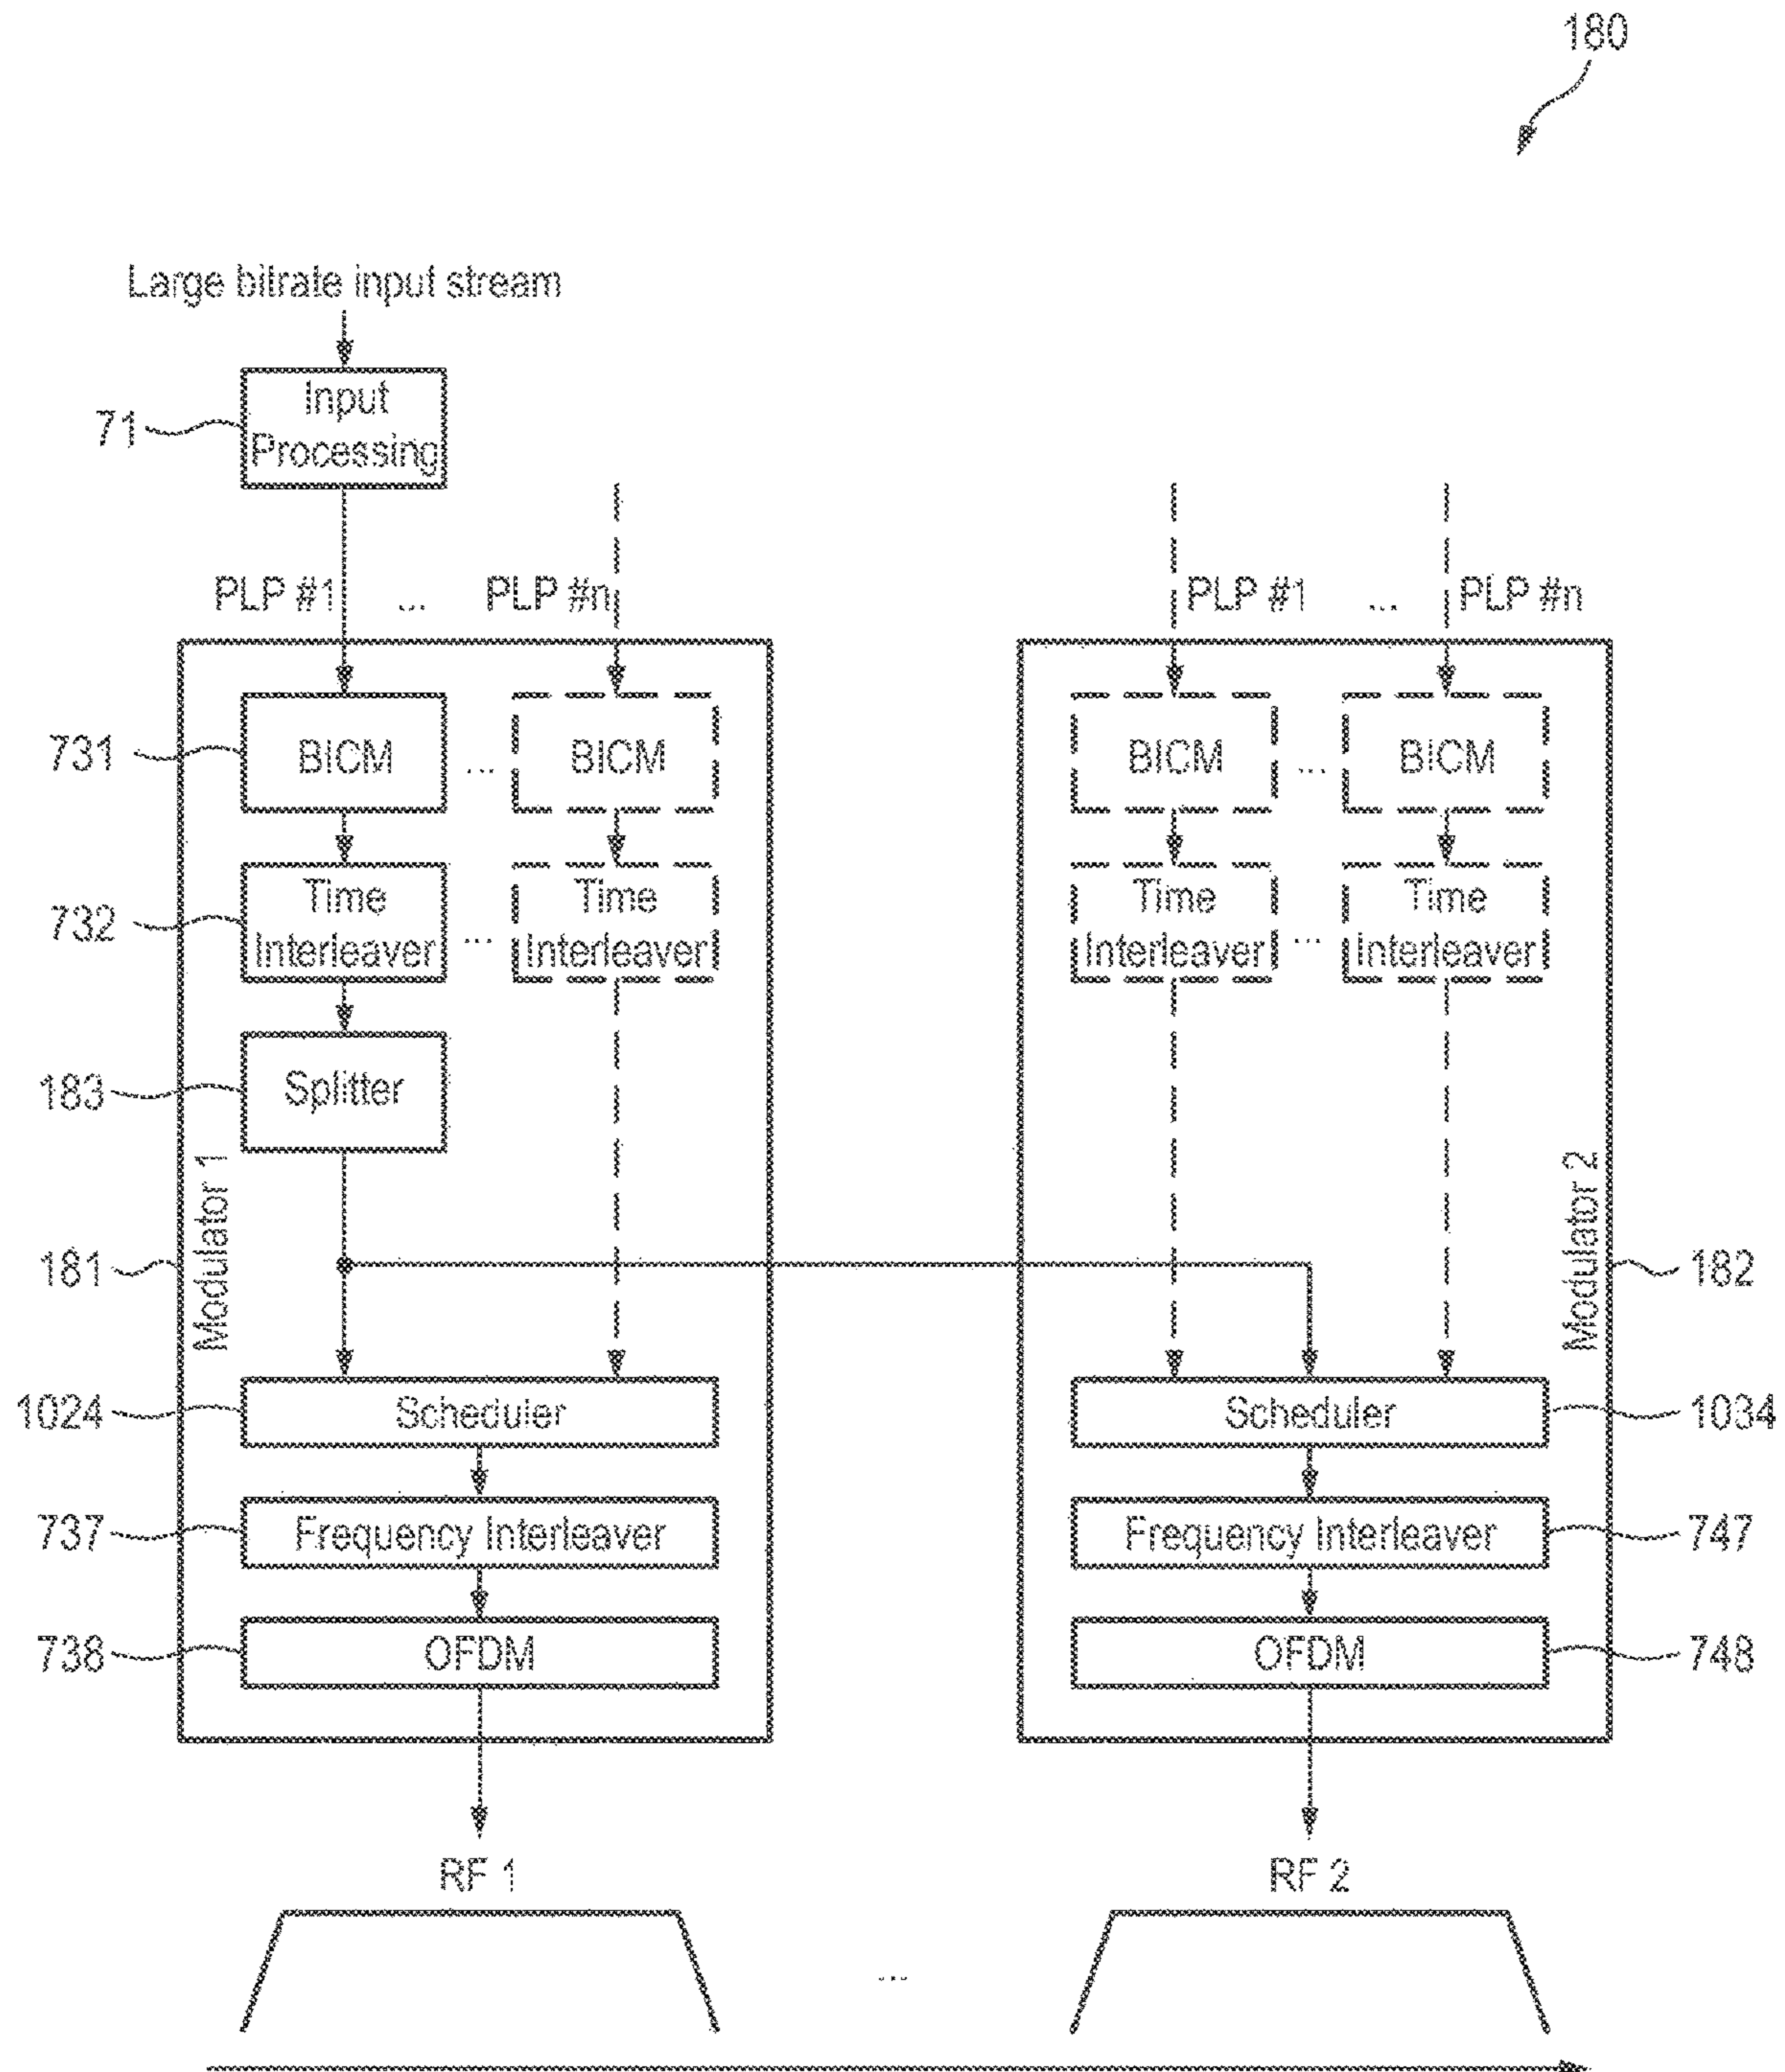 180
Large bitrate input stream
71
Input
Processing
PLP #1 ... PLP #n
PLP #1 ... PLP #n
731
BICM ... BICM
BICM ... BICM
732
Time
Interleaver
...
Time
Interleaver
Time
Interleaver
...
Time
Interleaver
183
Splitter
Modulator 1
181
Modulator 2
182
1024
Scheduler
Scheduler
1034
737
Frequency Interleaver
Frequency Interleaver
747
738
OFDM
OFDM
748
RF 1
RF 2
...